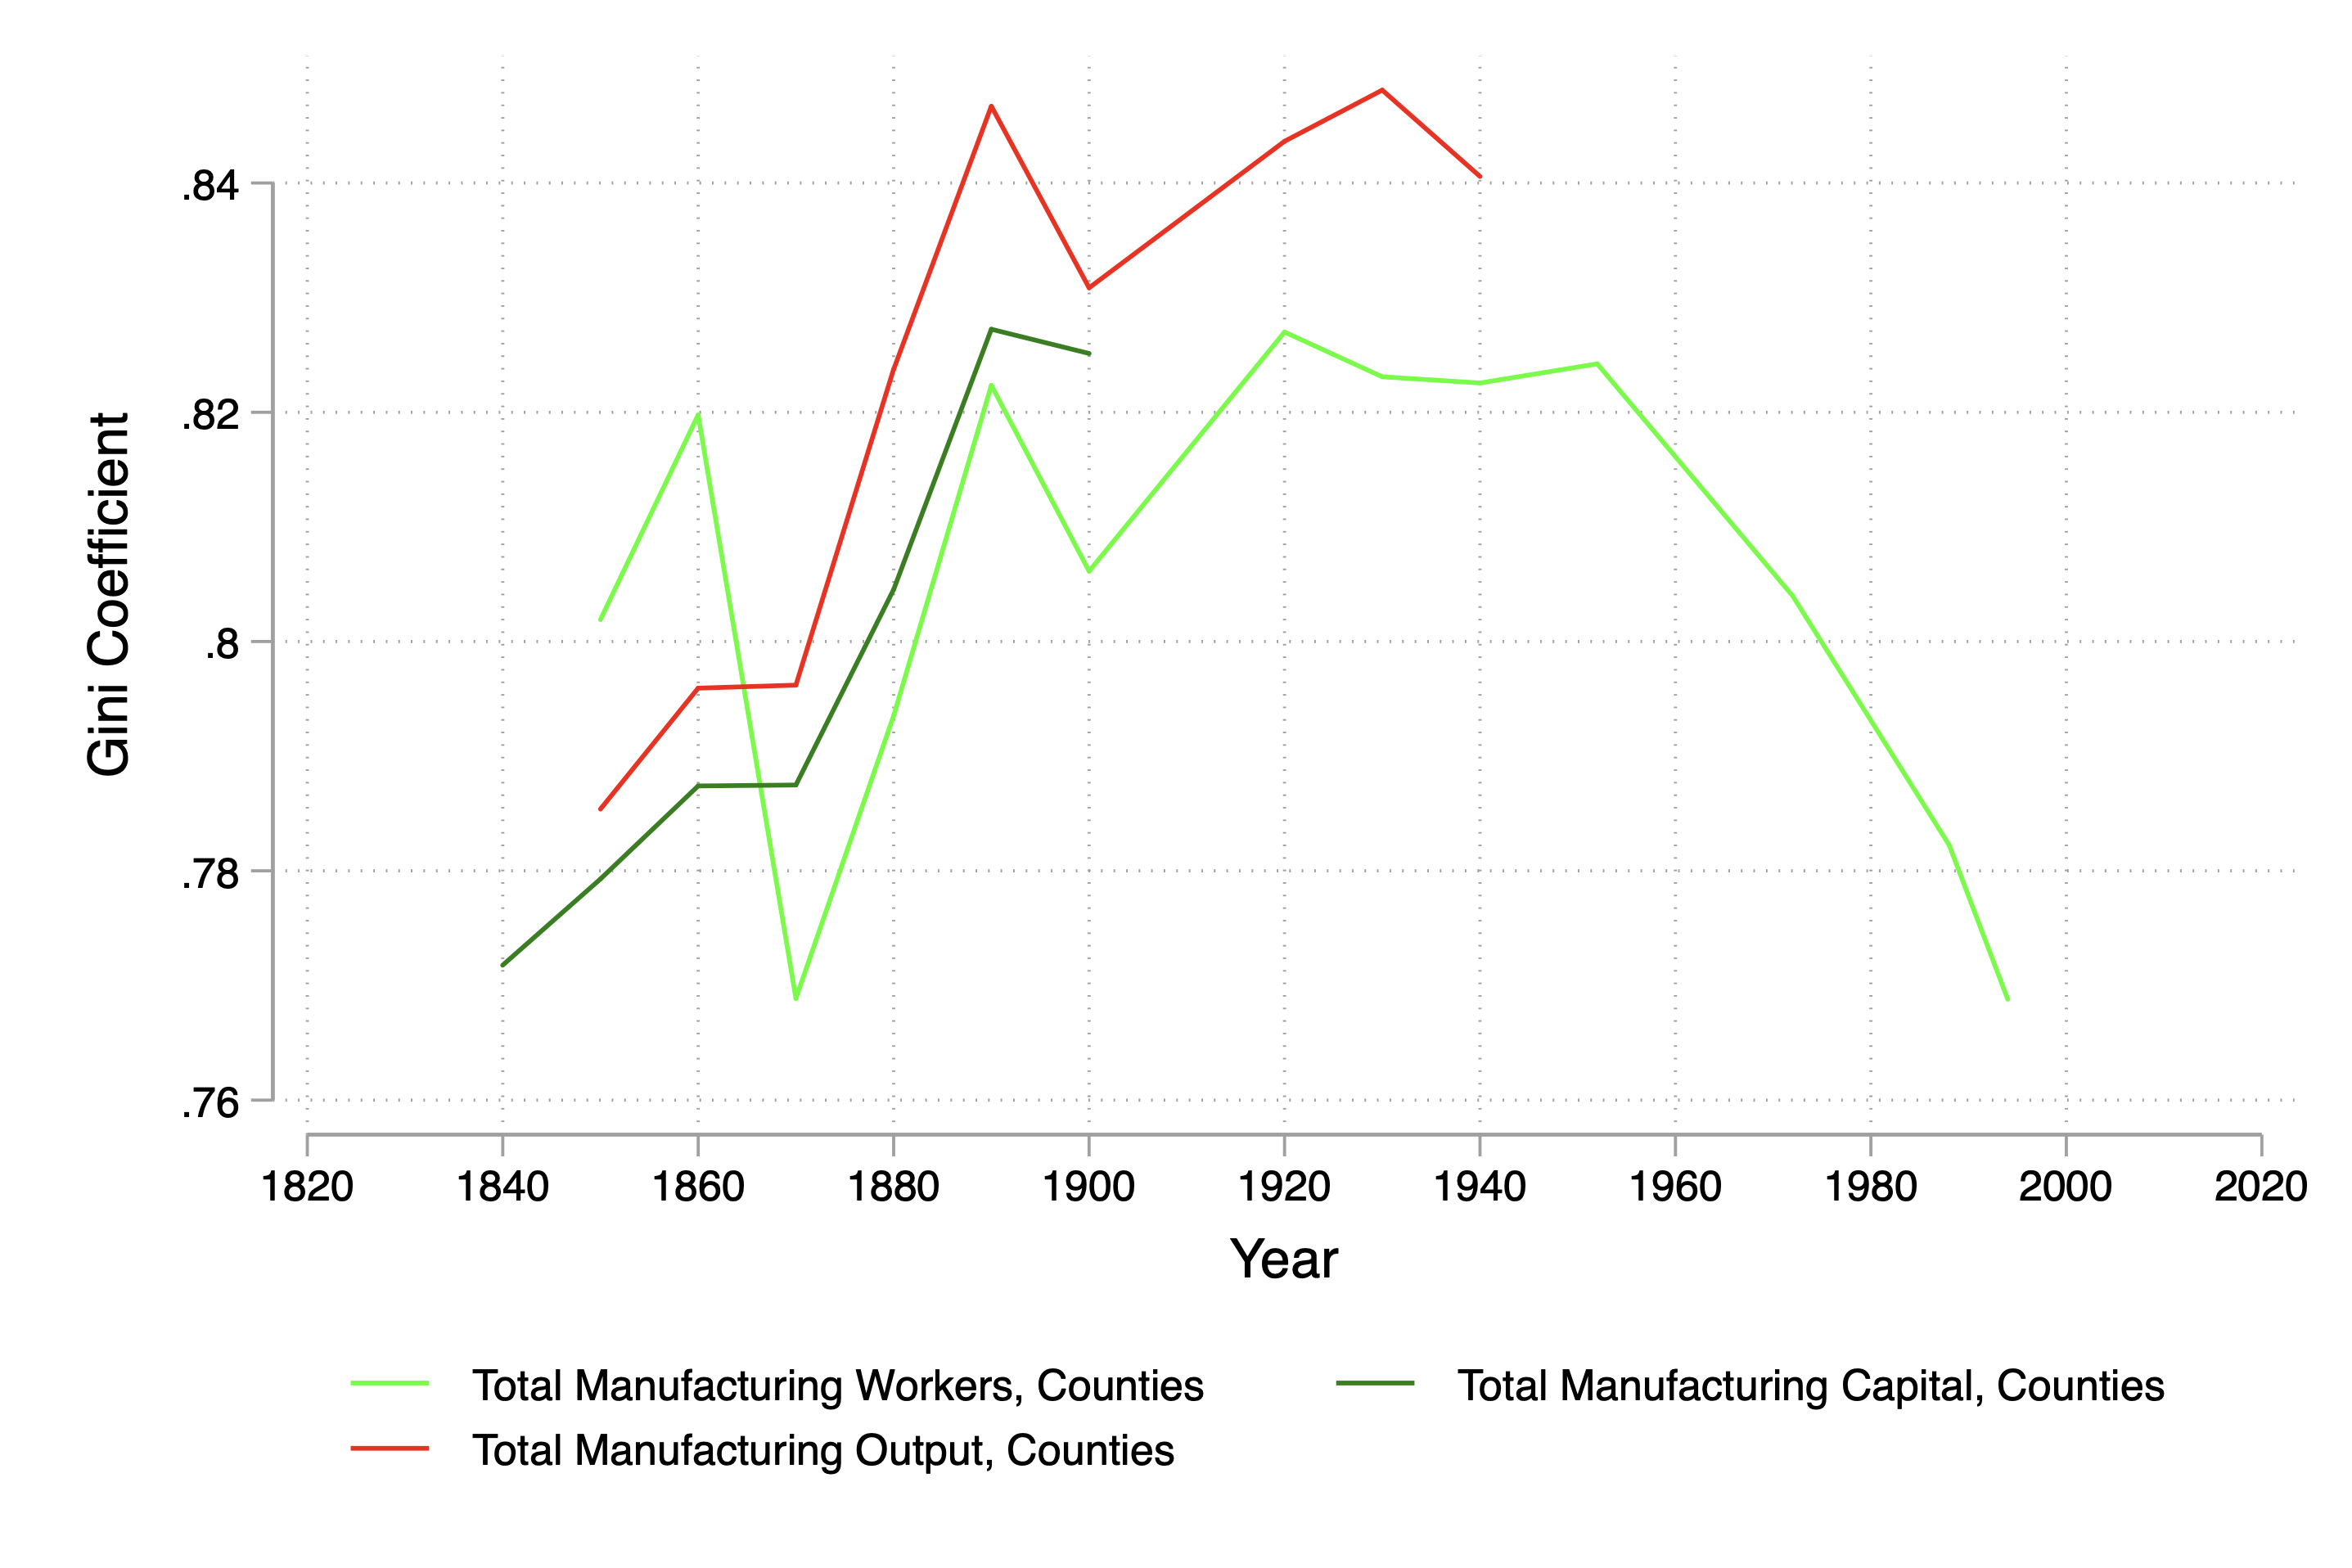 Gini Coefficient
.84
.82
.8
.78
.76
1820 1840 1860 1880 1900 1920 1940 1960 1980 2000 2020
Year
Total Manufacturing Workers, Counties Total Manufacturing Capital, Counties
Total Manufacturing Output, Counties